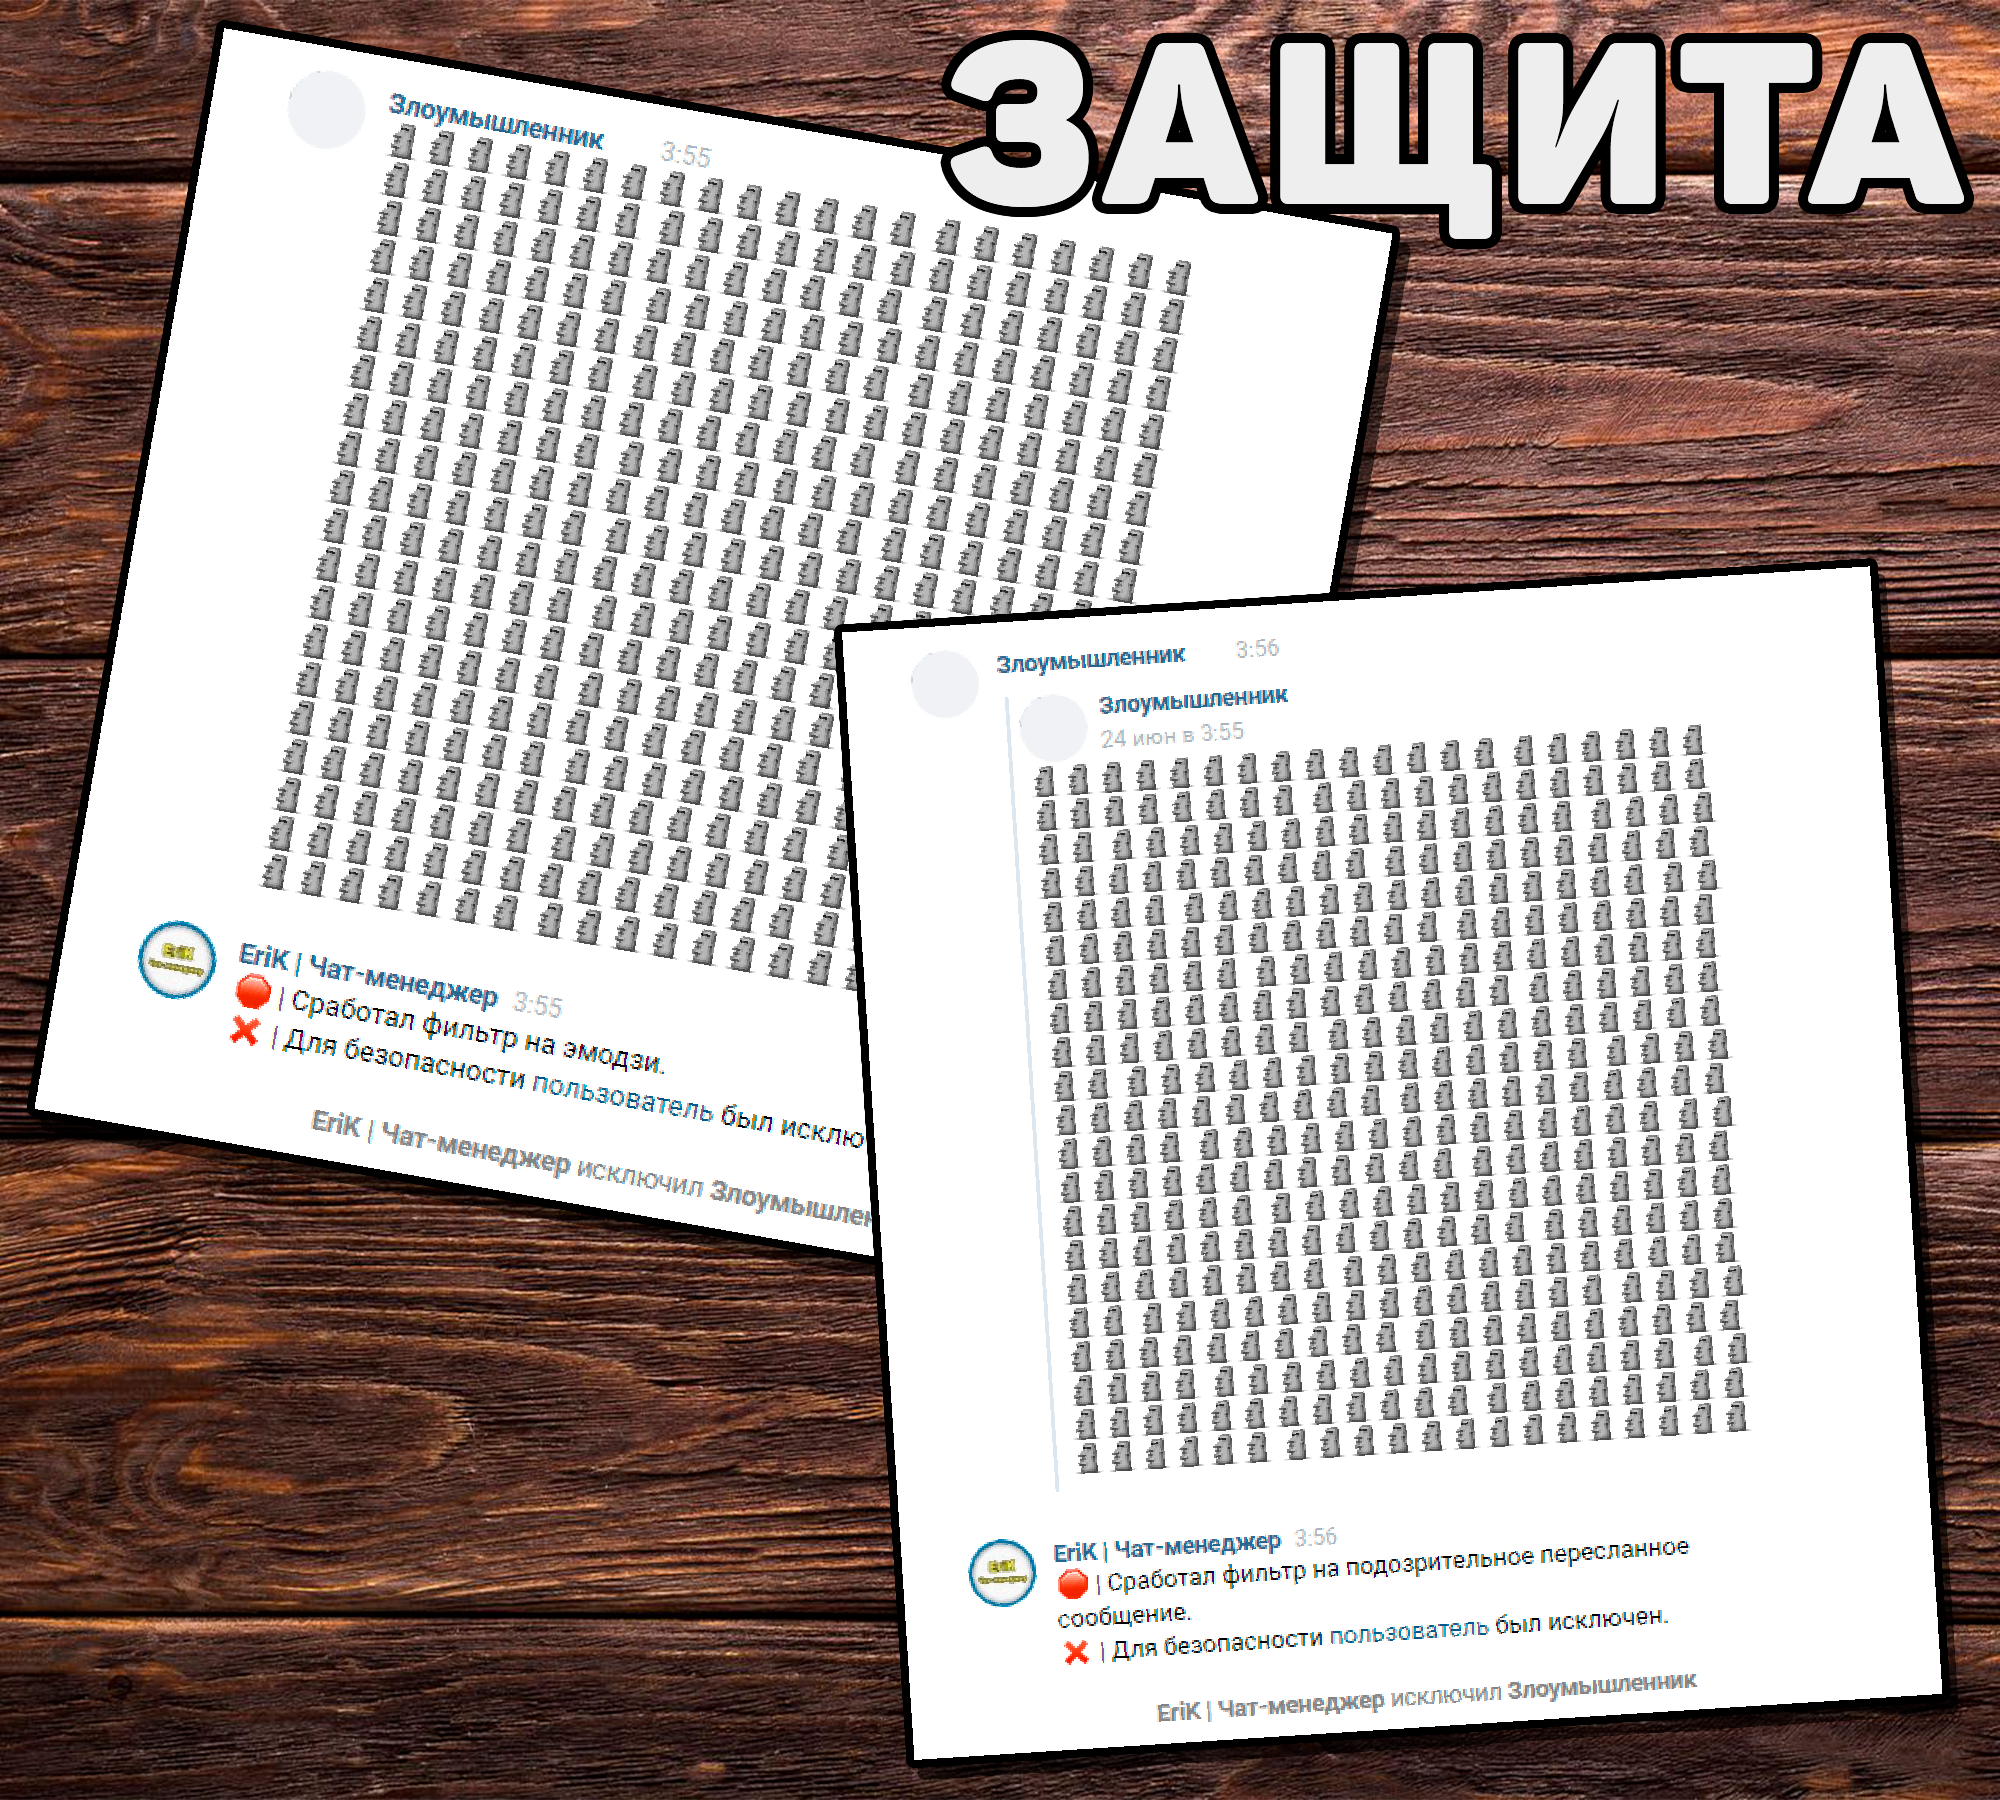 ЗАЩИТА
Злоумышленник 3:55
EriK | Чат-менеджер 3:55
| Сработал фильтр на эмодзи.
| Для безопасности пользователь был исклю
EriK | Чат-менеджер исключил Злоумышлен
Злоумышленник 3:56
Злоумышленник
24 июн в 3:55
EriK | Чат-менеджер 3:56
| Сработал фильтр на подозрительное пересланное
сообщение.
| Для безопасности пользователь был исключен.
EriK | Чат-менеджер исключил Злоумышленник